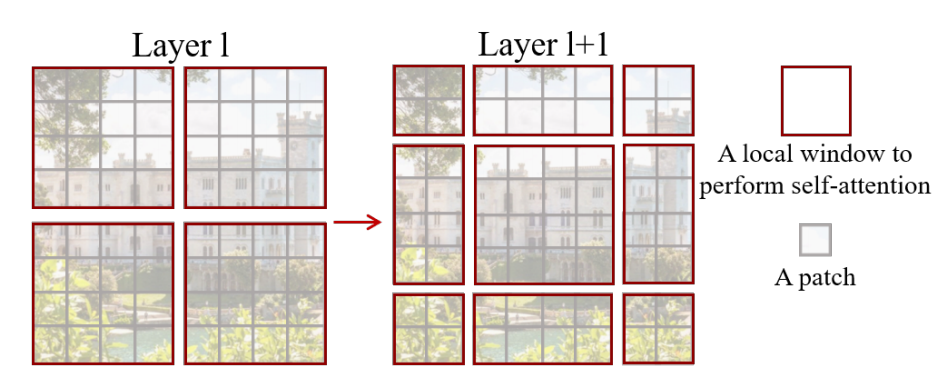 Layer l
Layer l+1
A local window to
perform self-attention
A patch